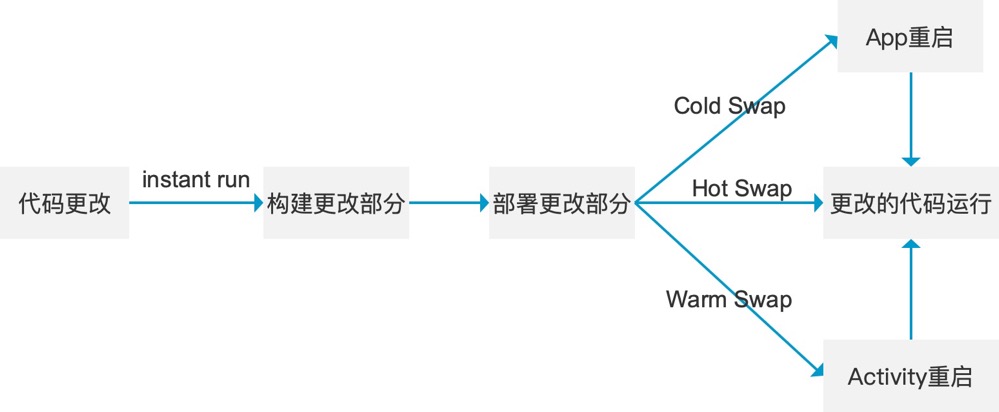 App重启
Cold Swap
代码更改
instant run
构建更改部分
部署更改部分
Hot Swap
更改的代码运行
Warm Swap
Activity重启